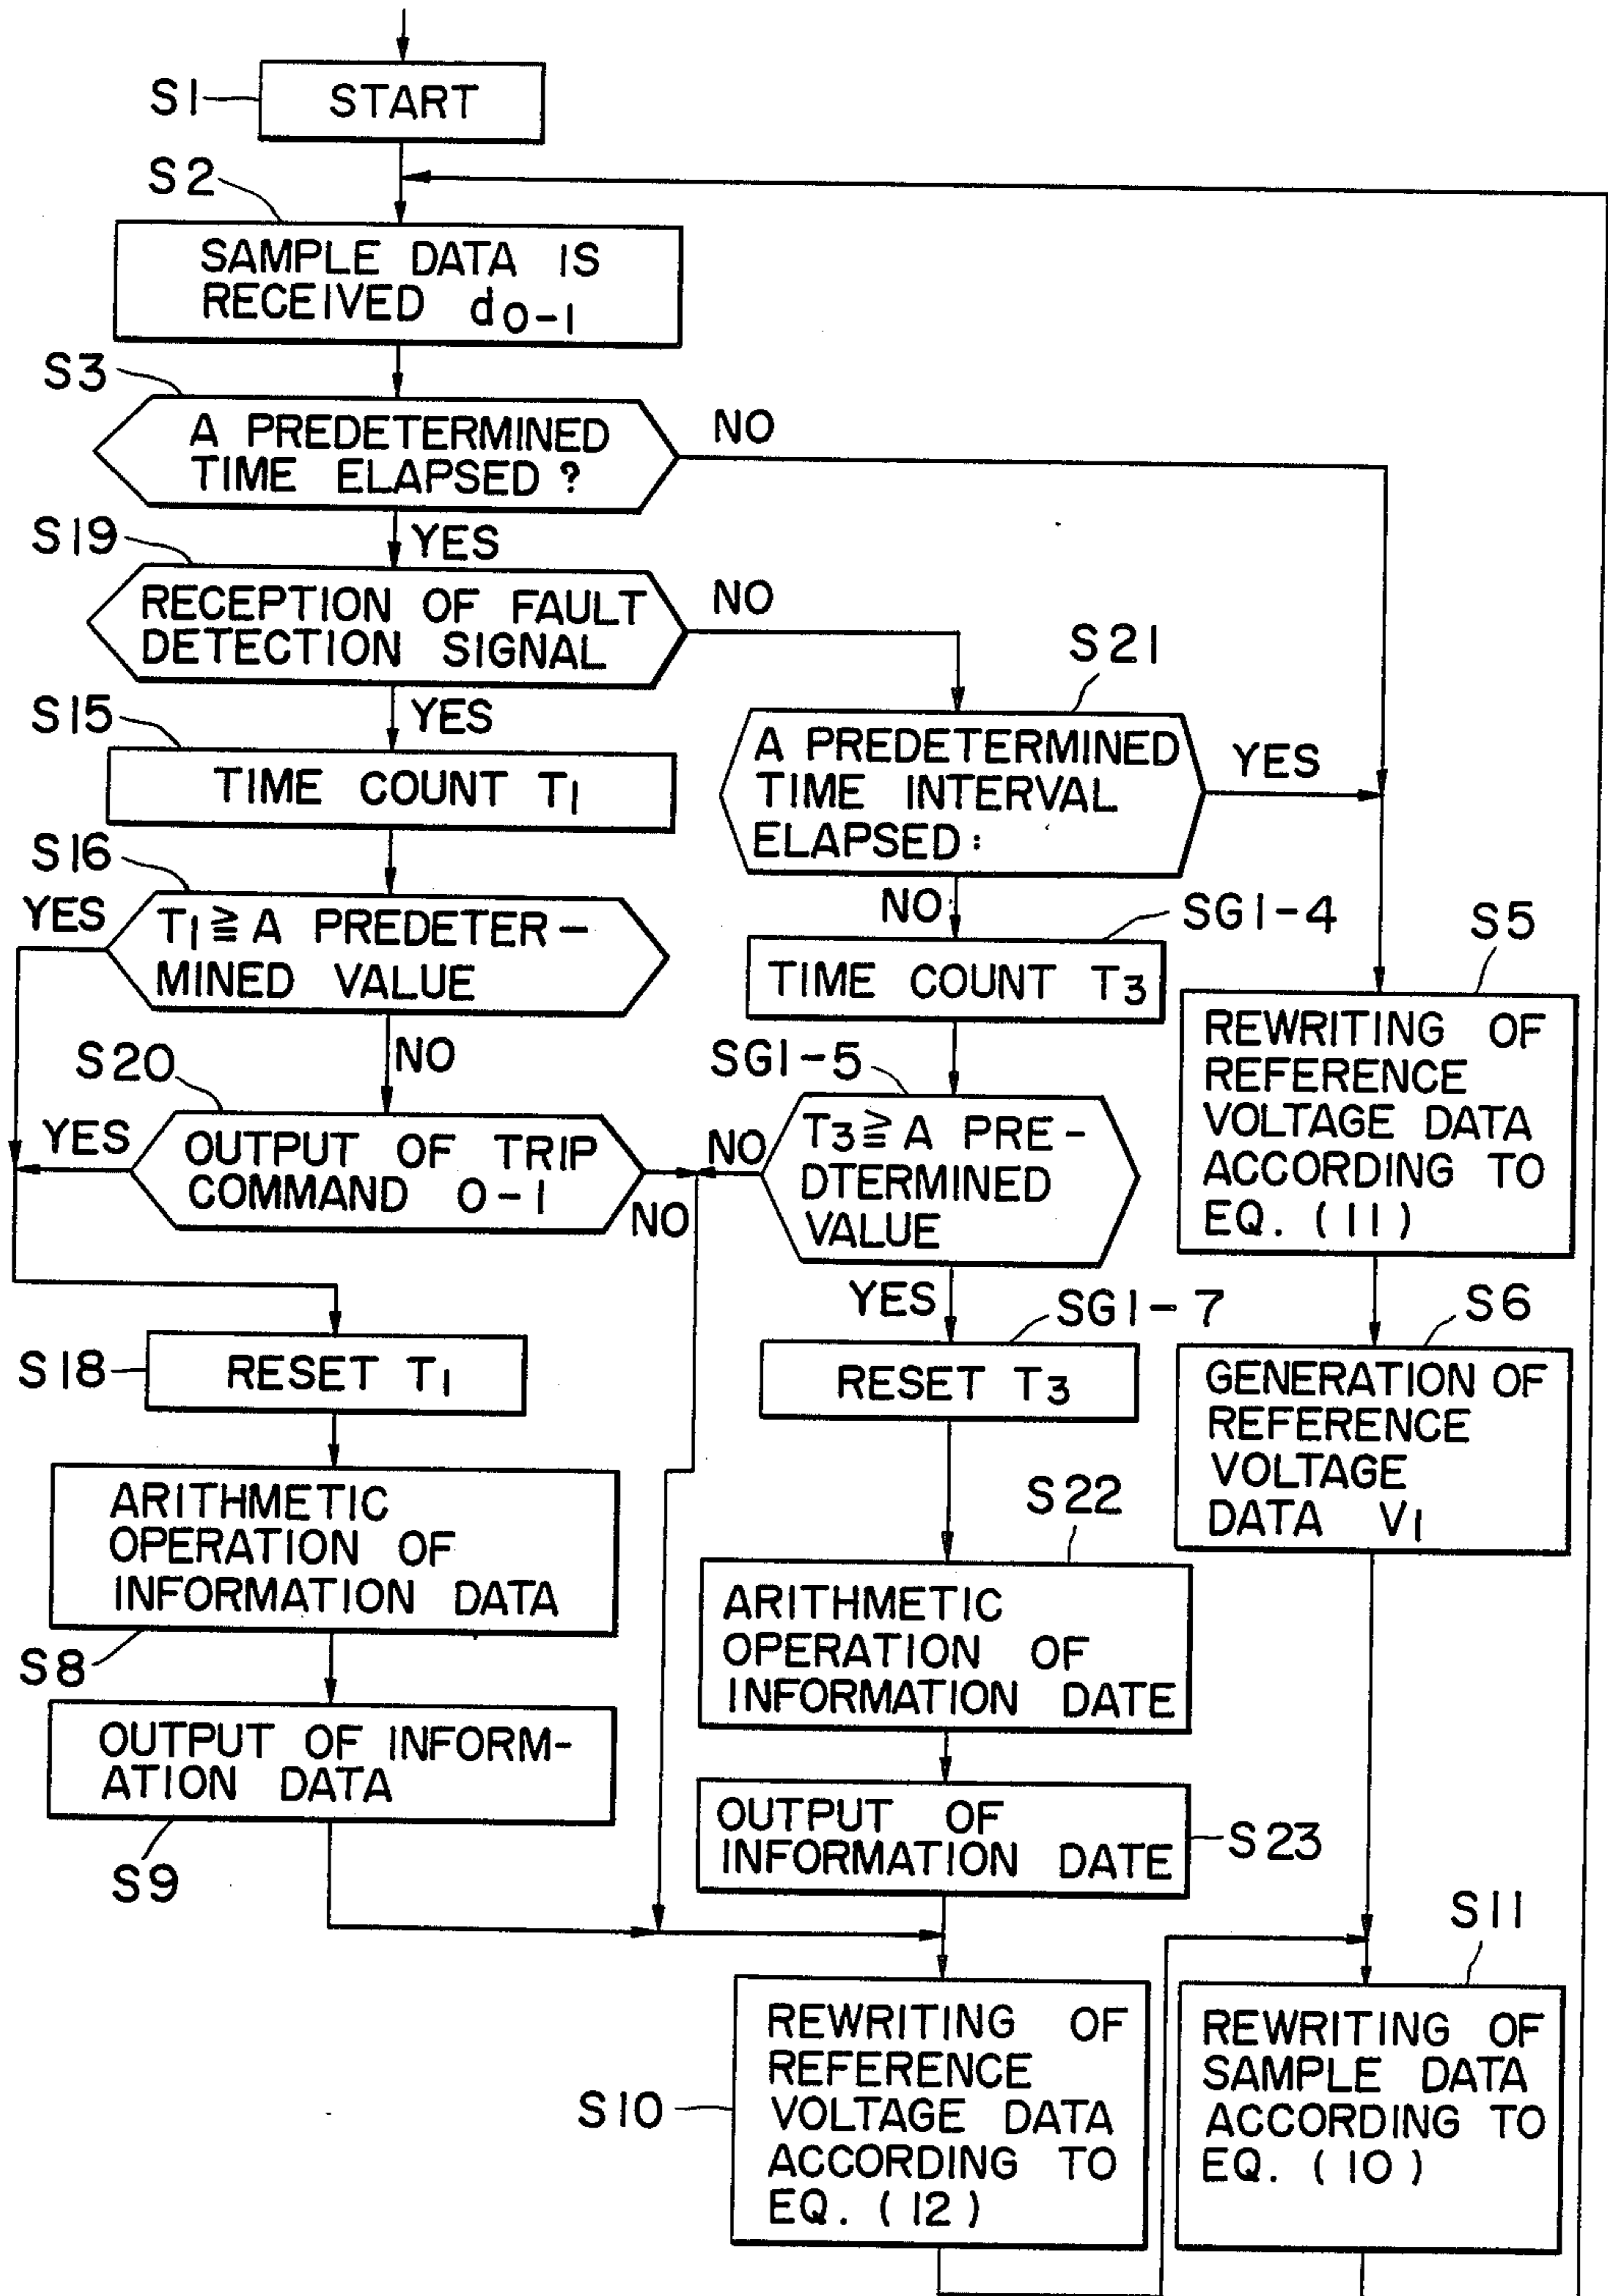 S1
START
S2
SAMPLE DATA IS
RECEIVED d0-1
S3
A PREDETERMINED
TIME ELAPSED ?
NO
YES
S19
RECEPTION OF FAULT
DETECTION SIGNAL
NO
YES
S15
TIME COUNT T1
S16
YES
T1 ≧ A PREDETER-
MINED VALUE
NO
S20
YES
OUTPUT OF TRIP
COMMAND 0-1
NO
S18
RESET T1
ARITHMETIC
OPERATION OF
INFORMATION DATA
S8
OUTPUT OF INFORM-
ATION DATA
S9
S21
A PREDETERMINED
TIME INTERVAL
ELAPSED:
YES
NO
SG1-4
TIME COUNT T3
SG1-5
NO
T3 ≧ A PRE-
DTERMINED
VALUE
YES
SG1-7
RESET T3
S22
ARITHMETIC
OPERATION OF
INFORMATION DATE
OUTPUT OF
INFORMATION DATE
S23
S10
REWRITING OF
REFERENCE
VOLTAGE DATA
ACCORDING TO
EQ. (12)
S5
REWRITING OF
REFERENCE
VOLTAGE DATA
ACCORDING TO
EQ. (11)
S6
GENERATION OF
REFERENCE
VOLTAGE
DATA V1
S11
REWRITING OF
SAMPLE DATA
ACCORDING TO
EQ. (10)